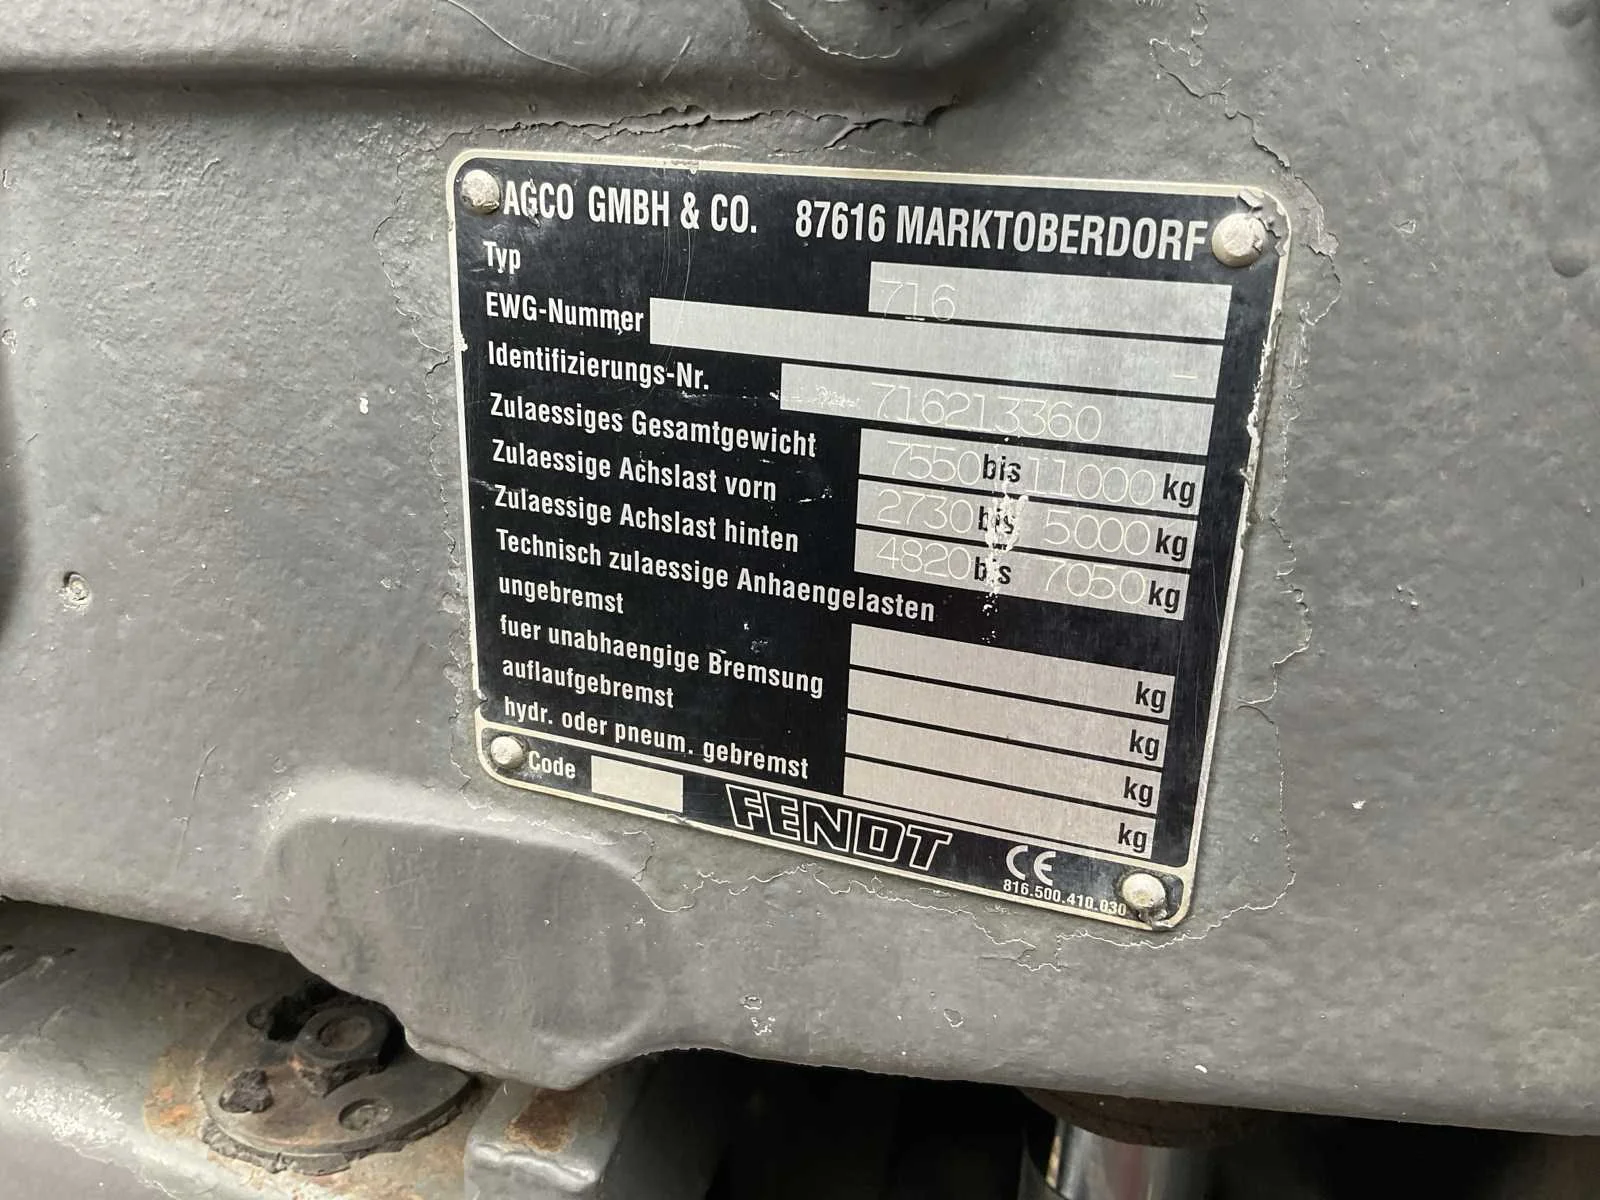 AGCO GMBH & CO. 87616 MARKTOBERDORF
Typ 716
EWG-Nummer -
Identifizierungs-Nr. 716213360
Zulaessiges Gesamtgewicht 7550 bis 11000 kg
Zulaessige Achslast vorn 2730 bis 5000 kg
Zulaessige Achslast hinten 4820 bis 7050 kg
Technisch zulaessige Anhaengelasten
ungebremst kg
fuer unabhaengige Bremsung kg
auflaufgebremst kg
hydr. oder pneum. gebremst kg
Code
FENDT CE
816.500.410.030